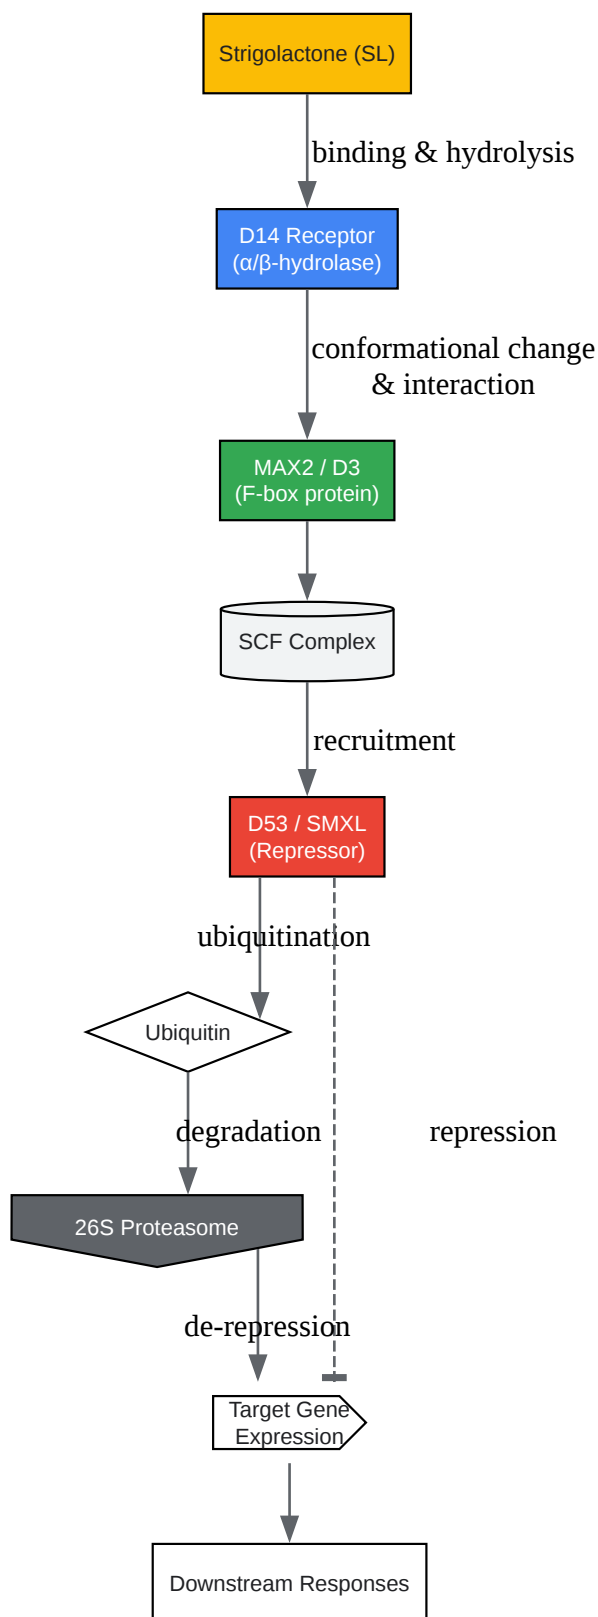 Strigolactone (SL)
binding & hydrolysis
D14 Receptor
(α/β-hydrolase)
conformational change
& interaction
MAX2 / D3
(F-box protein)
SCF Complex
recruitment
D53 / SMXL
(Repressor)
ubiquitination
Ubiquitin
degradation
repression
26S Proteasome
de-repression
Target Gene
Expression
Downstream Responses